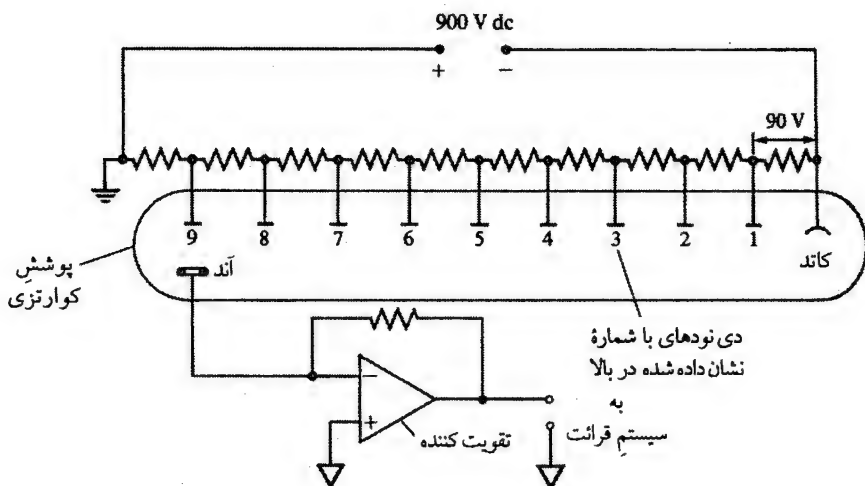 900 V dc
+ −
90 V
9 8 7 6 5 4 3 2 1
آند
کاتد
پوششِ
کوارتزی
دی نودهای با شمارهٔ
نشان داده شده در بالا
به
سیستمِ قرائت
−
+
تقویت کننده